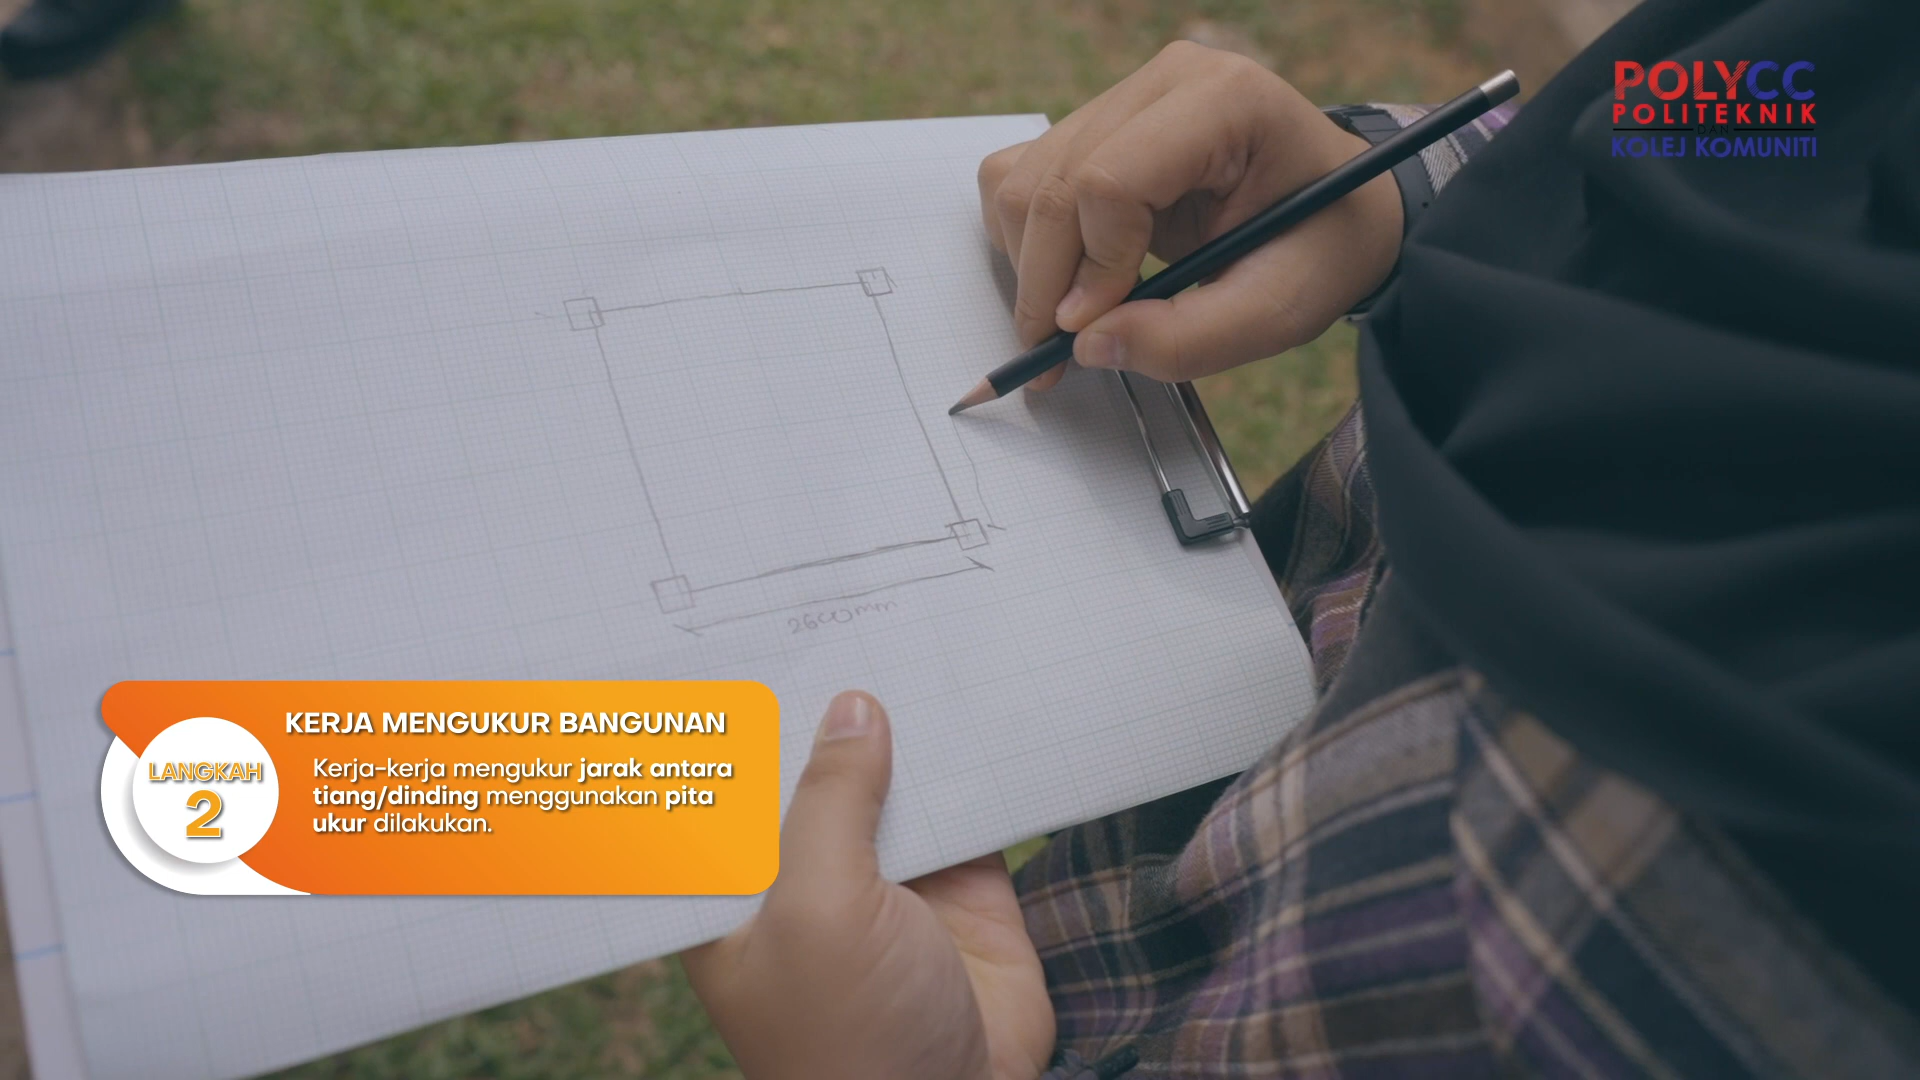 POLYCC
POLITEKNIK
DAN
KOLEJ KOMUNITI
2600mm
KERJA MENGUKUR BANGUNAN
LANGKAH
2
Kerja-kerja mengukur jarak antara
tiang/dinding menggunakan pita
ukur dilakukan.